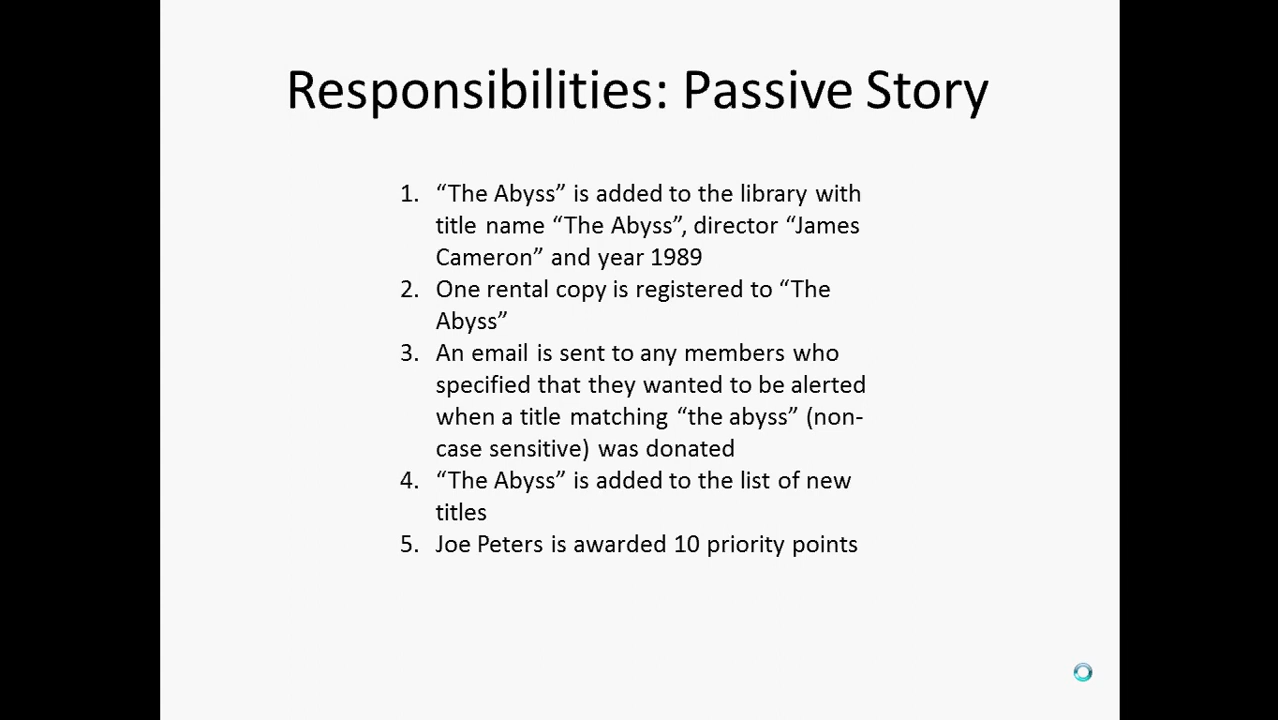 Responsibilities: Passive Story
1. “The Abyss” is added to the library with
title name “The Abyss”, director “James
Cameron” and year 1989
2. One rental copy is registered to “The
Abyss”
3. An email is sent to any members who
specified that they wanted to be alerted
when a title matching “the abyss” (non-
case sensitive) was donated
4. “The Abyss” is added to the list of new
titles
5. Joe Peters is awarded 10 priority points